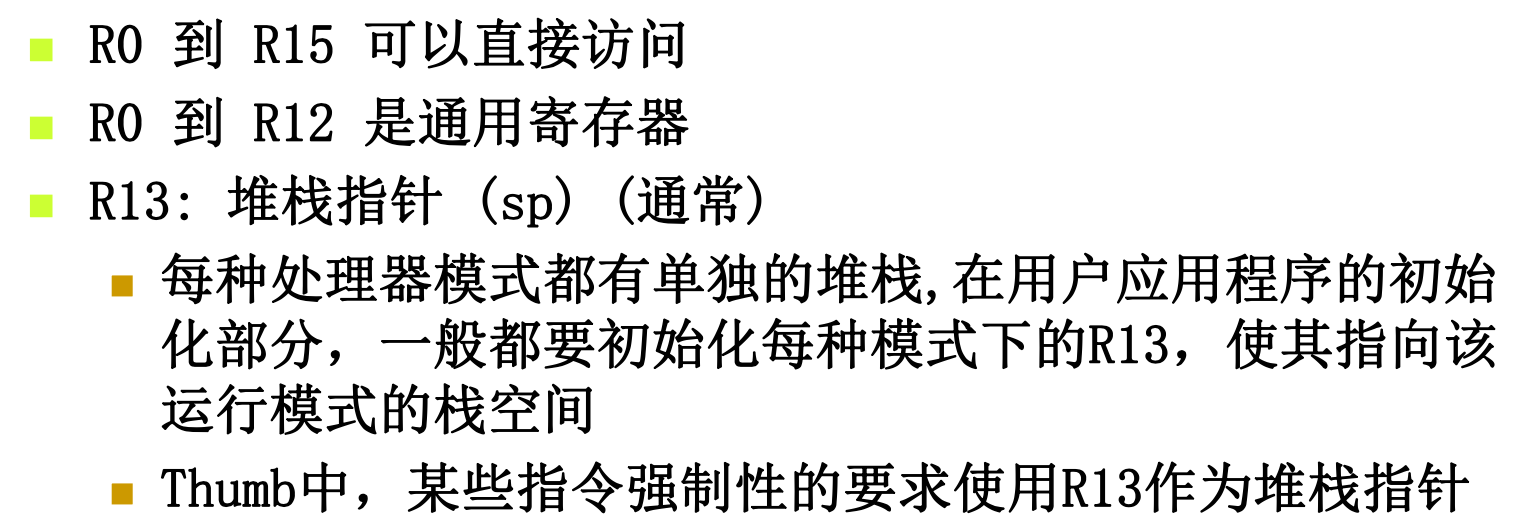 R0 到 R15 可以直接访问
R0 到 R12 是通用寄存器
R13: 堆栈指针 (sp) (通常)
每种处理器模式都有单独的堆栈,在用户应用程序的初始
化部分，一般都要初始化每种模式下的R13，使其指向该
运行模式的栈空间
Thumb中，某些指令强制性的要求使用R13作为堆栈指针